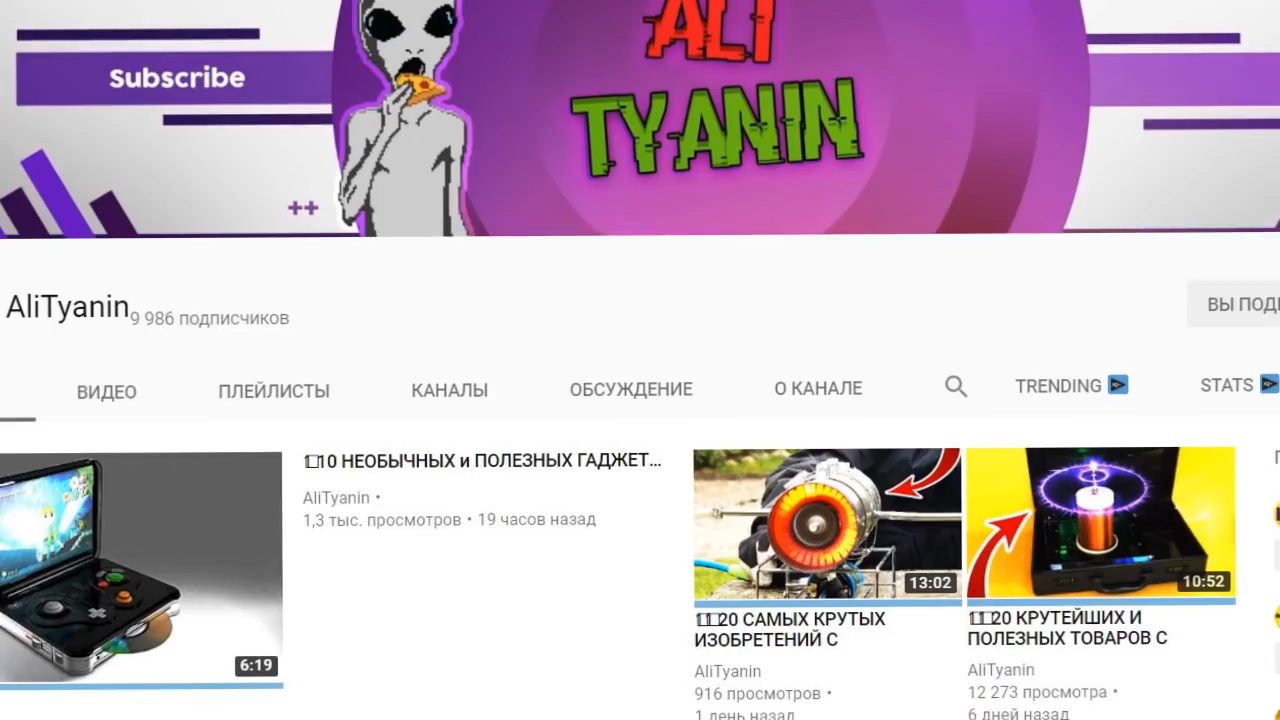 ALI
TYANIN
Subscribe
++
AliTyanin
9 986 подписчиков
ВЫ ПОД
ВИДЕО
ПЛЕЙЛИСТЫ
КАНАЛЫ
ОБСУЖДЕНИЕ
О КАНАЛЕ
TRENDING
STATS
10 НЕОБЫЧНЫХ и ПОЛЕЗНЫХ ГАДЖЕТ...
AliTyanin •
1,3 тыс. просмотров • 19 часов назад
6:19
13:02
20 САМЫХ КРУТЫХ
ИЗОБРЕТЕНИЙ С
AliTyanin
916 просмотров •
1 день назад
10:52
20 КРУТЕЙШИХ И
ПОЛЕЗНЫХ ТОВАРОВ С
AliTyanin
12 273 просмотра •
6 дней назад